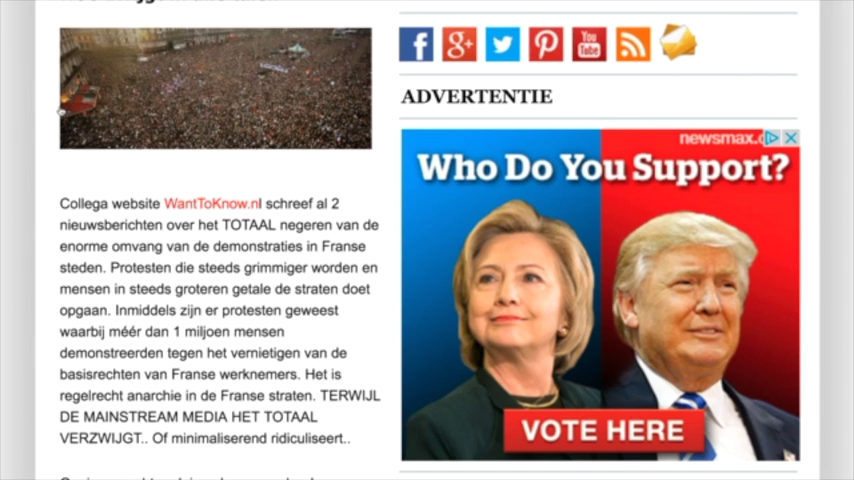 Collega website WantToKnow.nl schreef al 2
nieuwsberichten over het TOTAAL negeren van de
enorme omvang van de demonstraties in Franse
steden. Protesten die steeds grimmiger worden en
mensen in steeds groteren getale de straten doet
opgaan. Inmiddels zijn er protesten geweest
waarbij méér dan 1 miljoen mensen
demonstreerden tegen het vernietigen van de
basisrechten van Franse werknemers. Het is
regelrecht anarchie in de Franse straten. TERWIJL
DE MAINSTREAM MEDIA HET TOTAAL
VERZWIJGT.. Of minimaliserend ridiculiseert..
You
Tube
ADVERTENTIE
newsmax.c
Who Do You Support?
VOTE HERE